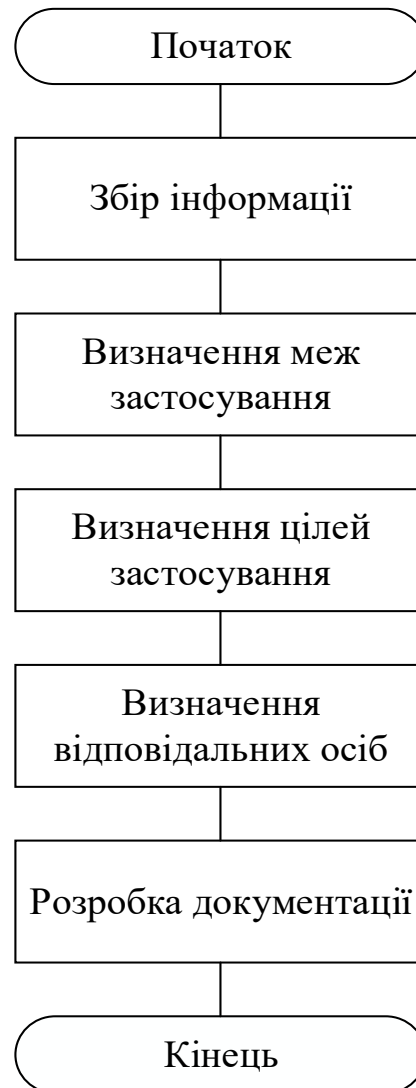 Початок
Збір інформації
Визначення меж
застосування
Визначення цілей
застосування
Визначення
відповідальних осіб
Розробка документації
Кінець